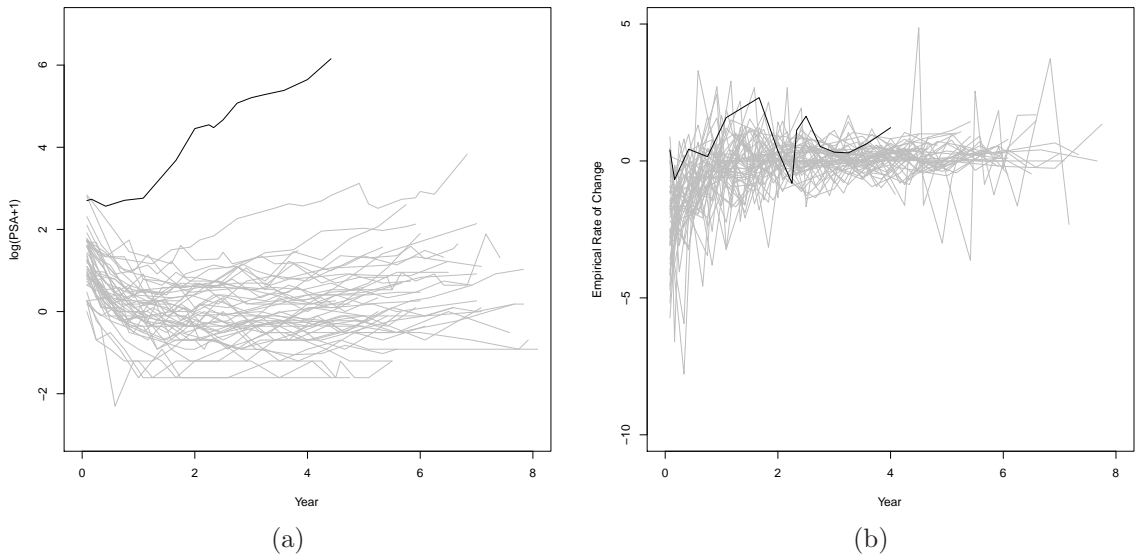 6
4
2
0
−2
log(PSA+1)
0 2 4 6 8
Year
(a)
5
0
−5
−10
Empirical Rate of Change
0 2 4 6 8
Year
(b)